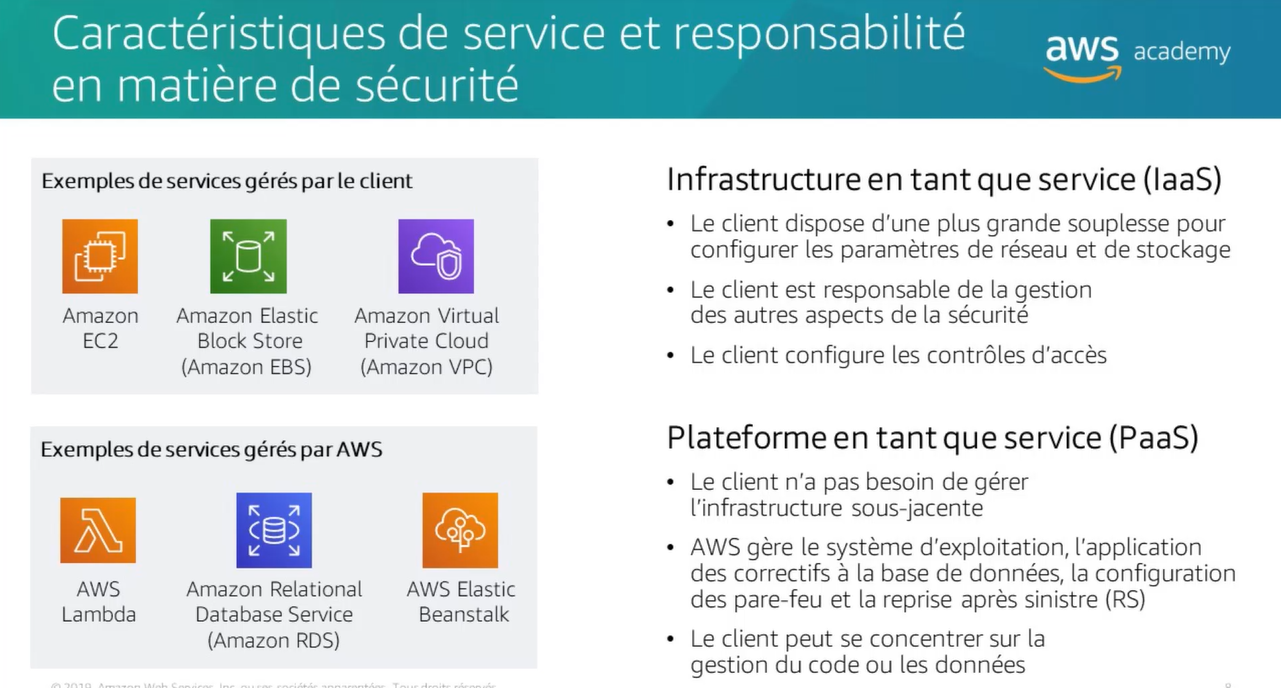 Caractéristiques de service et responsabilité
en matière de sécurité
aws academy
Exemples de services gérés par le client
Amazon
EC2
Amazon Elastic
Block Store
(Amazon EBS)
Amazon Virtual
Private Cloud
(Amazon VPC)
Infrastructure en tant que service (IaaS)
• Le client dispose d'une plus grande souplesse pour
configurer les paramètres de réseau et de stockage
• Le client est responsable de la gestion
des autres aspects de la sécurité
• Le client configure les contrôles d'accès
Exemples de services gérés par AWS
AWS
Lambda
Amazon Relational
Database Service
(Amazon RDS)
AWS Elastic
Beanstalk
Plateforme en tant que service (PaaS)
• Le client n'a pas besoin de gérer
l'infrastructure sous-jacente
• AWS gère le système d'exploitation, l'application
des correctifs à la base de données, la configuration
des pare-feu et la reprise après sinistre (RS)
• Le client peut se concentrer sur la
gestion du code ou les données
© 2019, Amazon Web Services, Inc. ou ses sociétés apparentées. Tous droits réservés.